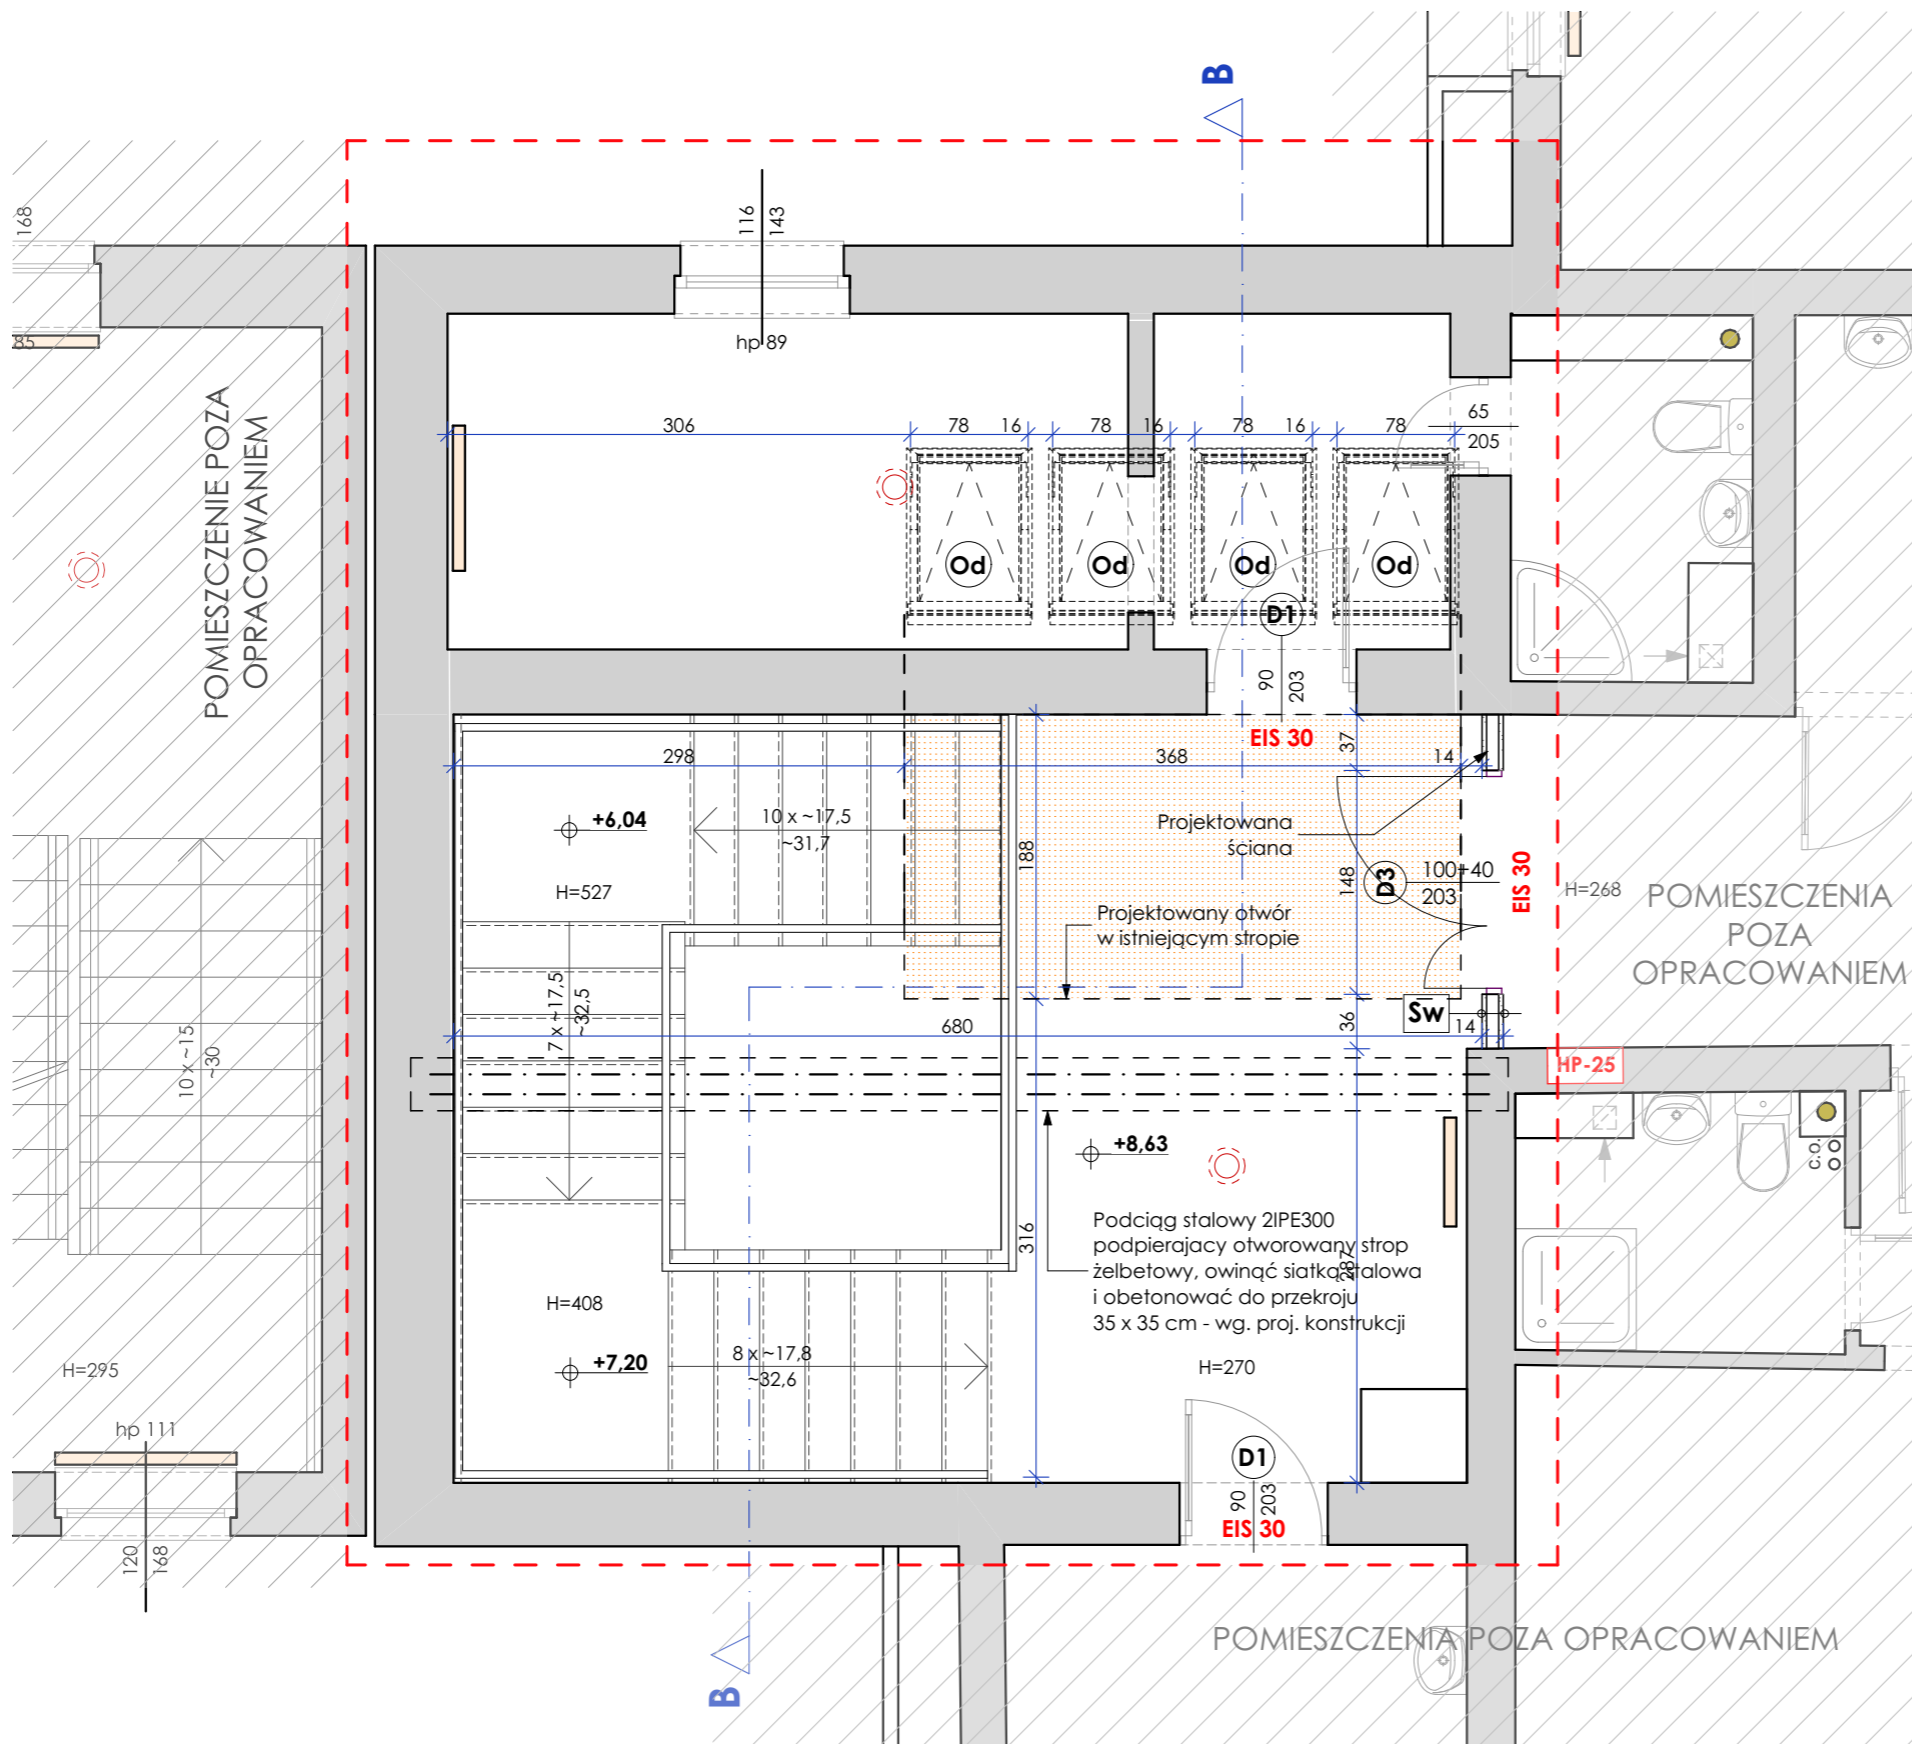 B
168
116
143
hp 89
85
POMIESZCZENIE POZA
OPRACOWANIEM
306
78
16
78
16
78
16
78
65
205
Od
Od
Od
Od
D1
90
203
EIS 30
37
298
368
14
+6,04
10 x ~17,5
~31,7
Projektowana
ściana
188
148
D3
100+40
203
EIS 30
H=268
POMIESZCZENIA
POZA
OPRACOWANIEM
H=527
Projektowany otwór
w istniejącym stropie
7 x ~17,5
~32,5
10 x ~15
~30
680
Sw
14
36
HP-25
+8,63
c.o.
316
287
Podciąg stalowy 2IPE300
podpierajacy otworowany strop
żelbetowy, owinąć siatką stalowa
i obetonować do przekroju
35 x 35 cm - wg. proj. konstrukcji
H=408
+7,20
8 x ~17,8
~32,6
H=270
H=295
hp 111
120
168
D1
90
203
EIS 30
POMIESZCZENIA POZA OPRACOWANIEM
B